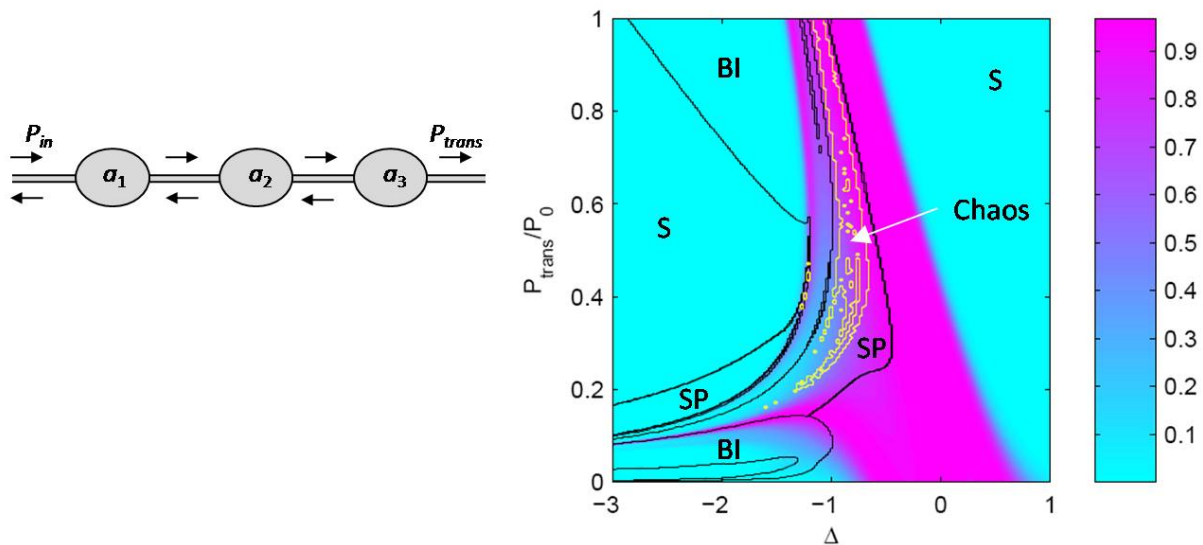 P_in
P_trans
a_1
a_2
a_3
P_trans/P_0
1
0.8
0.6
0.4
0.2
0
−3
−2
−1
0
1
Δ
BI
S
S
Chaos
SP
SP
BI
0.9
0.8
0.7
0.6
0.5
0.4
0.3
0.2
0.1